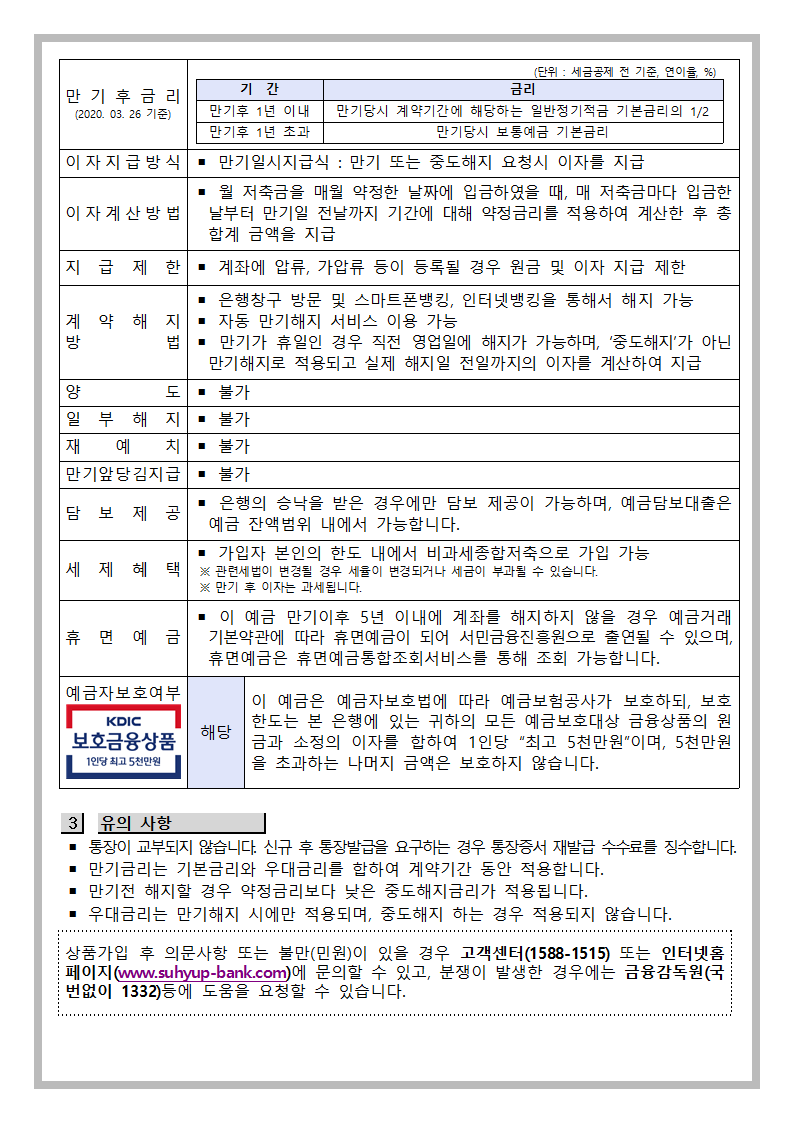 만 기 후 금 리
(2020. 03. 26 기준)
(단위 : 세금공제 전 기준, 연이율, %)
기 간 금리
만기후 1년 이내 만기당시 계약기간에 해당하는 일반정기적금 기본금리의 1/2
만기후 1년 초과 만기당시 보통예금 기본금리
이 자 지 급 방 식 ▪ 만기일시지급식 : 만기 또는 중도해지 요청시 이자를 지급
이 자 계 산 방 법
▪ 월 저축금을 매월 약정한 날짜에 입금하였을 때, 매 저축금마다 입금한
날부터 만기일 전날까지 기간에 대해 약정금리를 적용하여 계산한 후 총
합계 금액을 지급
지 급 제 한 ▪ 계좌에 압류, 가압류 등이 등록될 경우 원금 및 이자 지급 제한
계 약 해 지
방 법
▪ 은행창구 방문 및 스마트폰뱅킹, 인터넷뱅킹을 통해서 해지 가능
▪ 자동 만기해지 서비스 이용 가능
▪ 만기가 휴일인 경우 직전 영업일에 해지가 가능하며, ‘중도해지’가 아닌
만기해지로 적용되고 실제 해지일 전일까지의 이자를 계산하여 지급
양 도 ▪ 불가
일 부 해 지 ▪ 불가
재 예 치 ▪ 불가
만기앞당김지급 ▪ 불가
담 보 제 공
▪ 은행의 승낙을 받은 경우에만 담보 제공이 가능하며, 예금담보대출은
예금 잔액범위 내에서 가능합니다.
세 제 혜 택
▪ 가입자 본인의 한도 내에서 비과세종합저축으로 가입 가능
※ 관련세법이 변경될 경우 세율이 변경되거나 세금이 부과될 수 있습니다.
※ 만기 후 이자는 과세됩니다.
휴 면 예 금
▪ 이 예금 만기이후 5년 이내에 계좌를 해지하지 않을 경우 예금거래
기본약관에 따라 휴면예금이 되어 서민금융진흥원으로 출연될 수 있으며,
휴면예금은 휴면예금통합조회서비스를 통해 조회 가능합니다.
예금자보호여부
KDIC
보호금융상품
1인당 최고 5천만원
해당
이 예금은 예금자보호법에 따라 예금보험공사가 보호하되, 보호
한도는 본 은행에 있는 귀하의 모든 예금보호대상 금융상품의 원
금과 소정의 이자를 합하여 1인당 “최고 5천만원”이며, 5천만원
을 초과하는 나머지 금액은 보호하지 않습니다.
3 유의 사항
▪ 통장이 교부되지 않습니다. 신규 후 통장발급을 요구하는 경우 통장증서 재발급 수수료를 징수합니다.
▪ 만기금리는 기본금리와 우대금리를 합하여 계약기간 동안 적용합니다.
▪ 만기전 해지할 경우 약정금리보다 낮은 중도해지금리가 적용됩니다.
▪ 우대금리는 만기해지 시에만 적용되며, 중도해지 하는 경우 적용되지 않습니다.
상품가입 후 의문사항 또는 불만(민원)이 있을 경우 고객센터(1588-1515) 또는 인터넷홈
페이지(www.suhyup-bank.com)에 문의할 수 있고, 분쟁이 발생한 경우에는 금융감독원(국
번없이 1332)등에 도움을 요청할 수 있습니다.